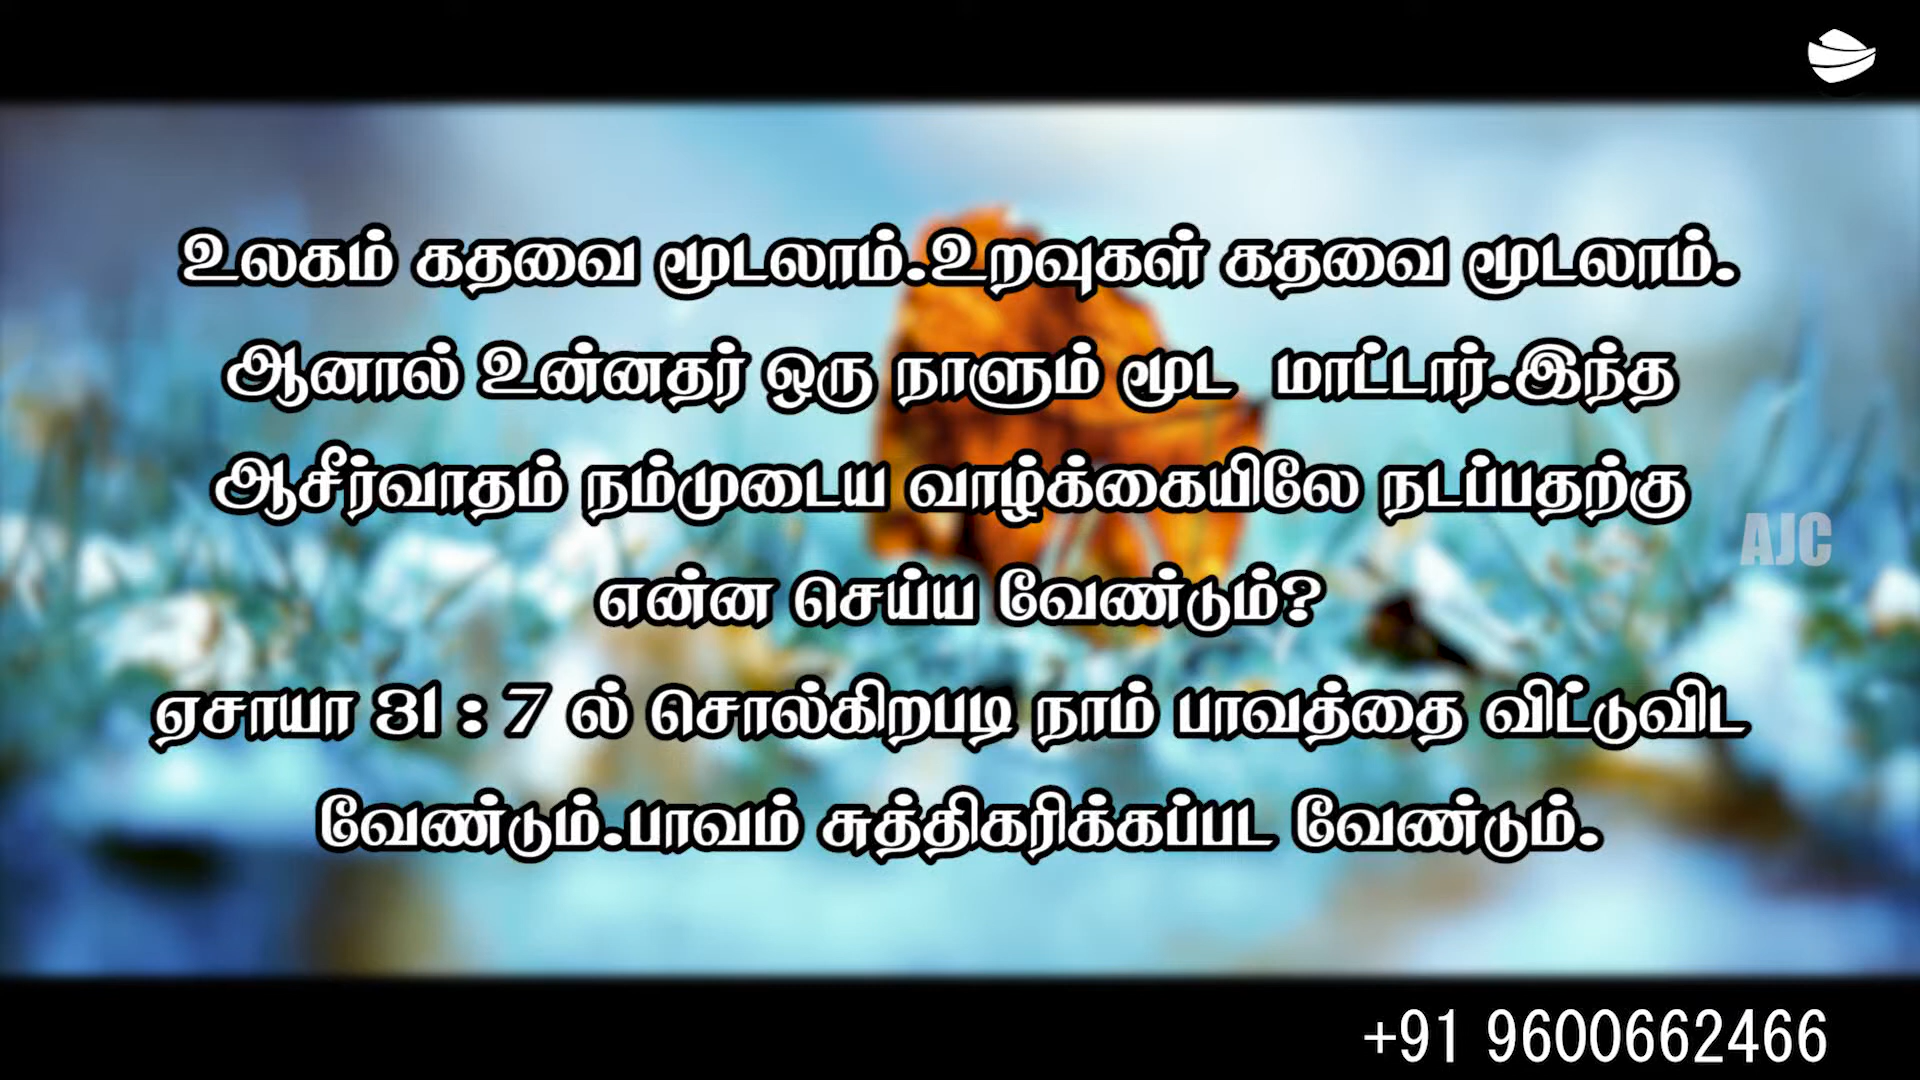 உலகம் கதவை மூடலாம்.உறவுகள் கதவை மூடலாம்.
ஆனால் உன்னதர் ஒரு நாளும் மூட மாட்டார்.இந்த
ஆசீர்வாதம் நம்முடைய வாழ்க்கையிலே நடப்பதற்கு
என்ன செய்ய வேண்டும்?
ஏசாயா 31 : 7 ல் சொல்கிறபடி நாம் பாவத்தை விட்டுவிட
வேண்டும்.பாவம் சுத்திகரிக்கப்பட வேண்டும்.
AJC
+91 9600662466